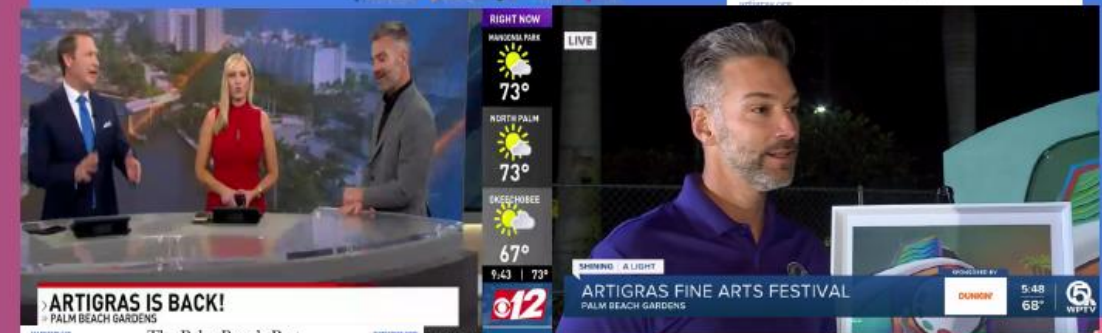 RIGHT NOW
MANGONIA PARK
73°
NORTH PALM
73°
OKEECHOBEE
67°
9:43 | 73°
12
ARTIGRAS IS BACK!
PALM BEACH GARDENS
The Palm Beach
LIVE
SHINING A LIGHT
ARTIGRAS FINE ARTS FESTIVAL
PALM BEACH GARDENS
SPONSORED BY
DUNKIN'
5:48
68°
5
WPTV